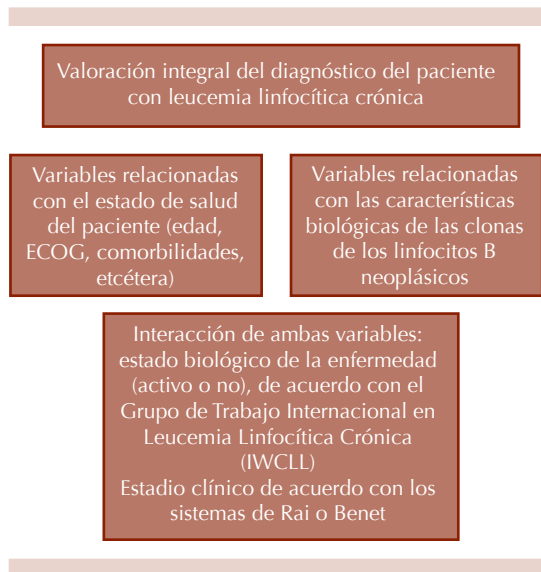 Valoración integral del diagnóstico del paciente
con leucemia linfocítica crónica
Variables relacionadas
con el estado de salud
del paciente (edad,
ECOG, comorbilidades,
etcétera)
Variables relacionadas
con las características
biológicas de las clonas
de los linfocitos B
neoplásicos
Interacción de ambas variables:
estado biológico de la enfermedad
(activo o no), de acuerdo con el
Grupo de Trabajo Internacional en
Leucemia Linfocítica Crónica
(IWCLL)
Estadio clínico de acuerdo con los
sistemas de Rai o Benet